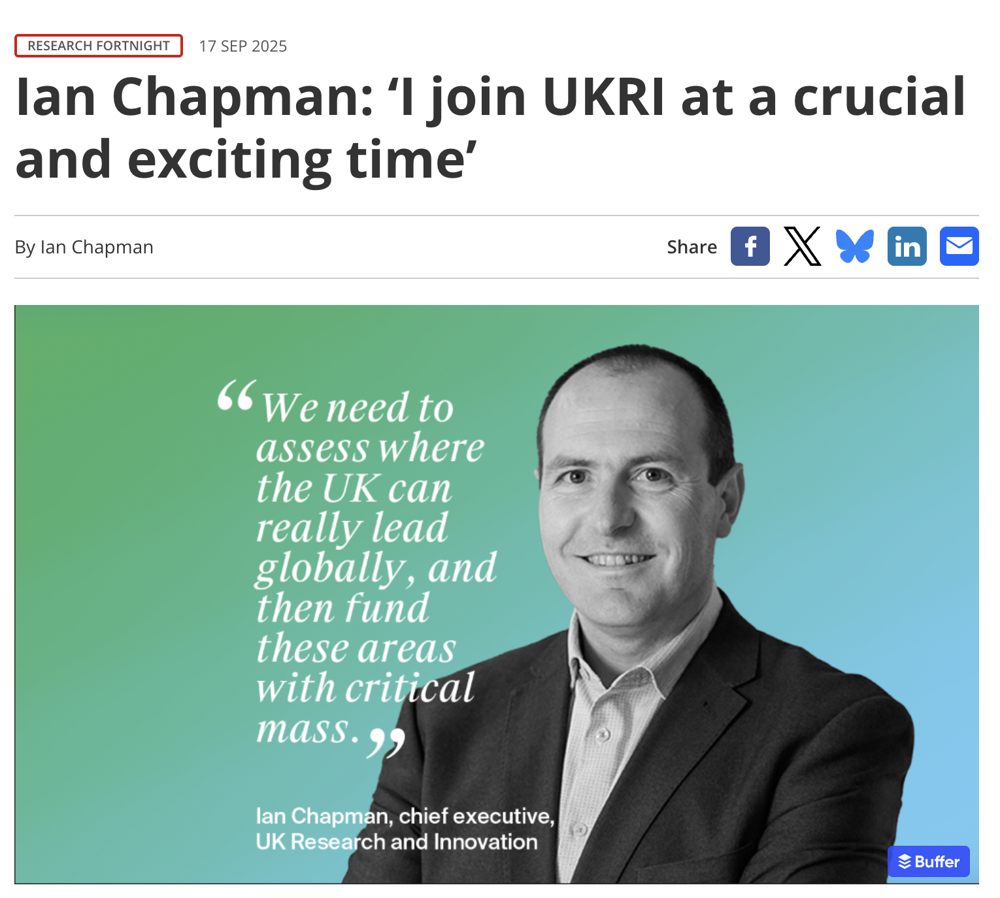 RESEARCH FORTNIGHT 17 SEP 2025
Ian Chapman: ‘I join UKRI at a crucial
and exciting time’
By Ian Chapman
Share
“We need to
assess where
the UK can
really lead
globally, and
then fund
these areas
with critical
mass.”
Ian Chapman, chief executive,
UK Research and Innovation
Buffer